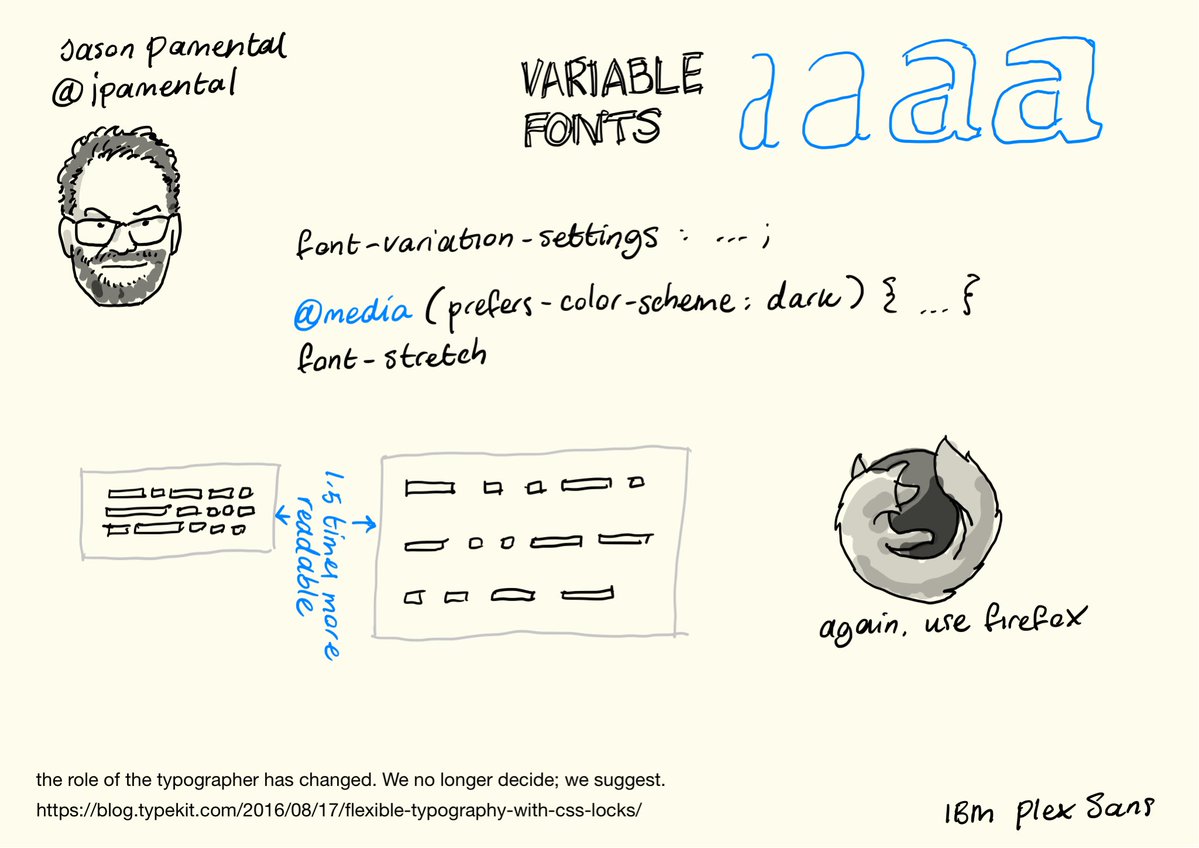 Jason Pamental
@jpamental
VARIABLE
FONTS
a a a a
font-variation-settings : ... ;
@media (prefers-color-scheme: dark) { ... }
font-stretch
1.5 times more
readable
again, use firefox
the role of the typographer has changed. We no longer decide; we suggest.
https://blog.typekit.com/2016/08/17/flexible-typography-with-css-locks/
IBM Plex Sans